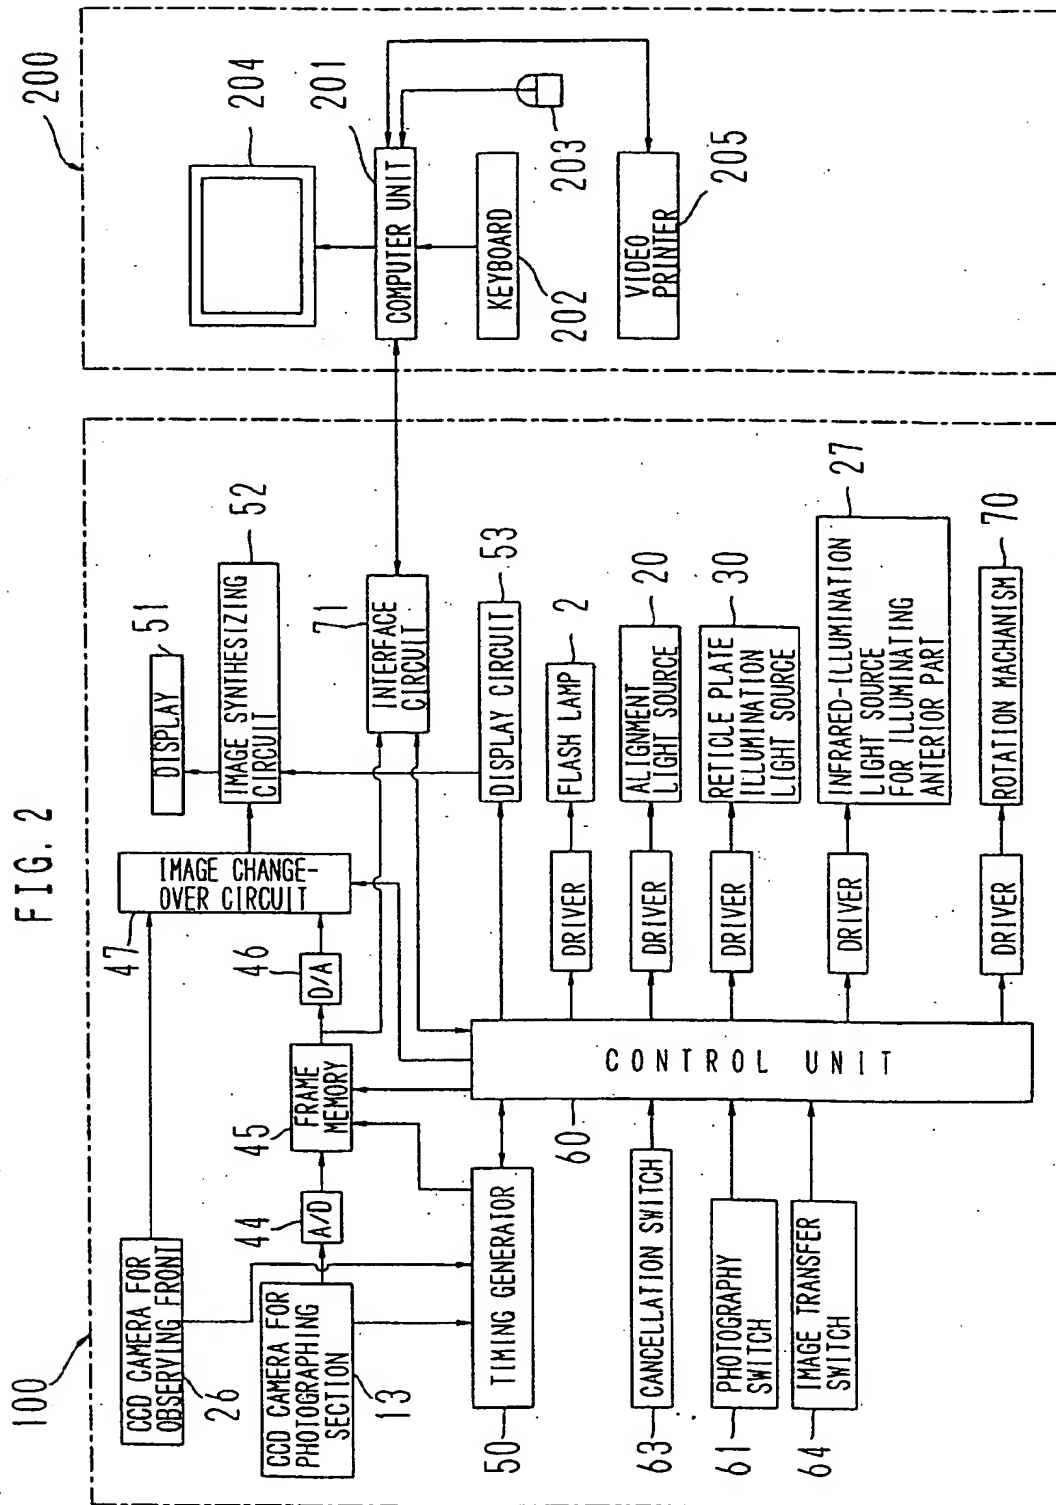 FIG. 2
100
CCD CAMERA FOR
OBSERVING FRONT
26
CCD CAMERA FOR
PHOTOGRAPHING
SECTION
13
44
A/D
45
FRAME
MEMORY
46
D/A
47
IMAGE CHANGE-
OVER CIRCUIT
DISPLAY
51
IMAGE SYNTHESIZING
CIRCUIT
52
71
INTERFACE
CIRCUIT
TIMING GENERATOR
50
DISPLAY CIRCUIT
53
60
CONTROL UNIT
CANCELLATION SWITCH
63
PHOTOGRAPHY
SWITCH
61
IMAGE TRANSFER
SWITCH
64
DRIVER
FLASH LAMP
2
DRIVER
ALIGNMENT
LIGHT SOURCE
20
DRIVER
RETICLE PLATE
ILLUMINATION
LIGHT SOURCE
30
DRIVER
INFRARED-ILLUMINATION
LIGHT SOURCE
FOR ILLUMINATING
ANTERIOR PART
27
DRIVER
ROTATION MACHANISM
70
200
204
COMPUTER UNIT
201
KEYBOARD
202
203
VIDEO
PRINTER
205